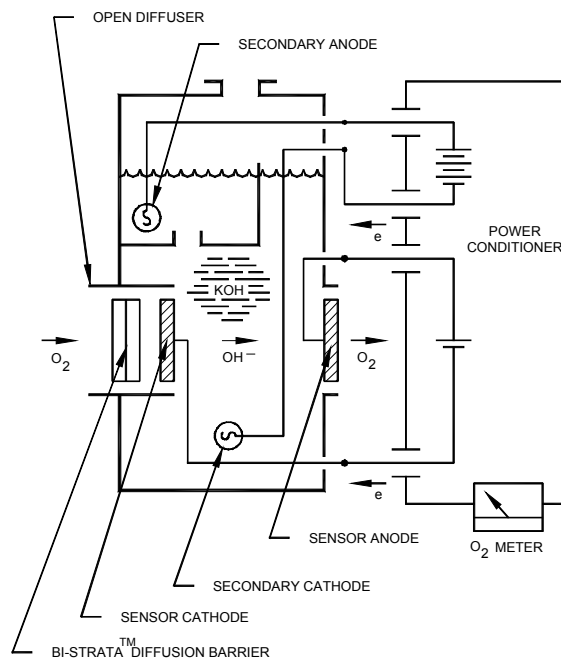 OPEN DIFFUSER
SECONDARY ANODE
e
POWER
CONDITIONER
KOH
O2
OH–
O2
e
SENSOR ANODE
O2 METER
SECONDARY CATHODE
SENSOR CATHODE
BI-STRATA™ DIFFUSION BARRIER